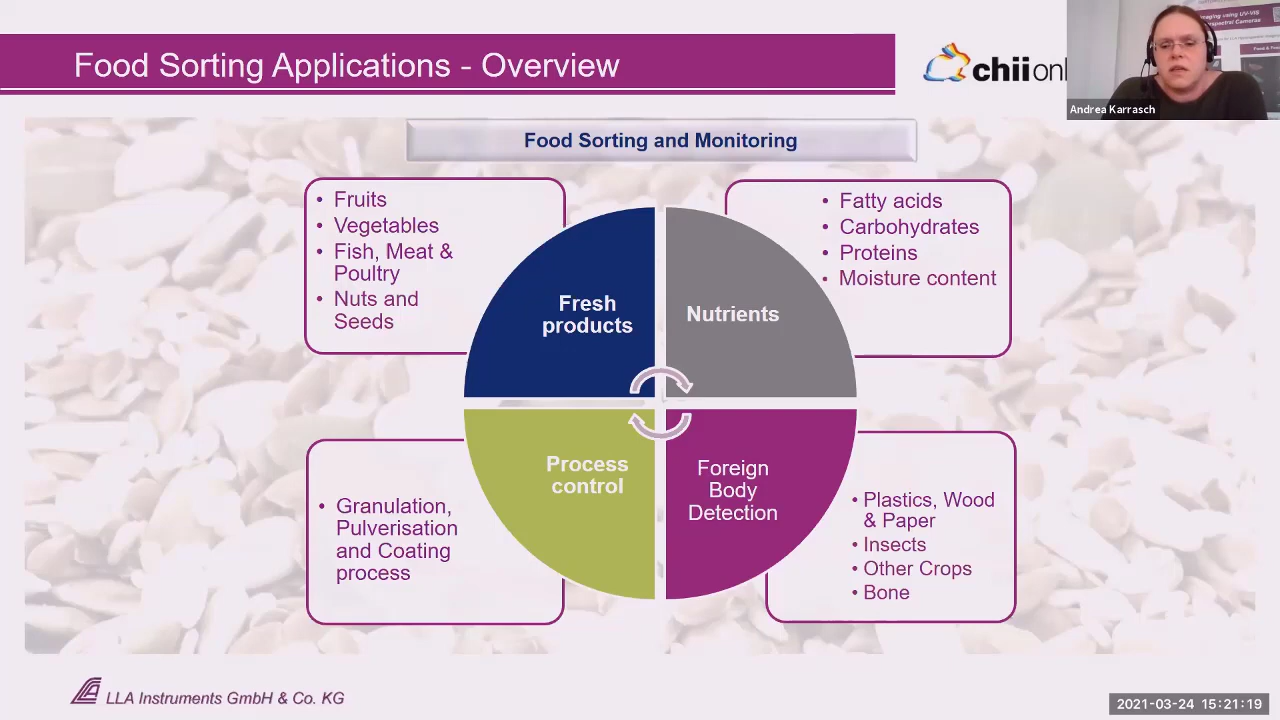 Food Sorting Applications - Overview
chii onl
Andrea Karrasch
Food Sorting and Monitoring
• Fruits
• Vegetables
• Fish, Meat &
Poultry
• Nuts and
Seeds
Fresh
products
Nutrients
• Fatty acids
• Carbohydrates
• Proteins
• Moisture content
Process
control
• Granulation,
Pulverisation
and Coating
process
Foreign
Body
Detection
• Plastics, Wood
& Paper
• Insects
• Other Crops
• Bone
LLA Instruments GmbH & Co. KG
2021-03-24 15:21:19